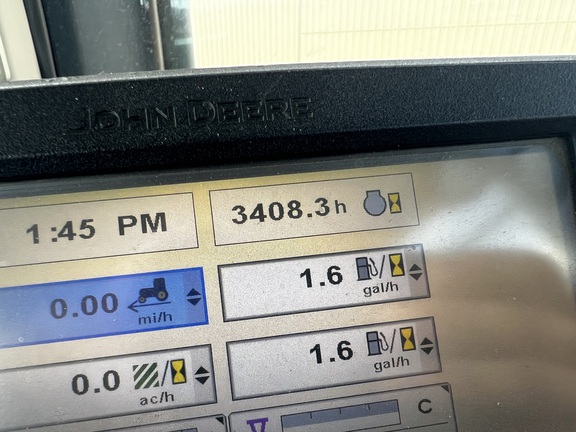 JOHN DEERE
1:45 PM
3408.3h
0.00
mi/h
1.6
gal/h
0.0
ac/h
1.6
gal/h
C